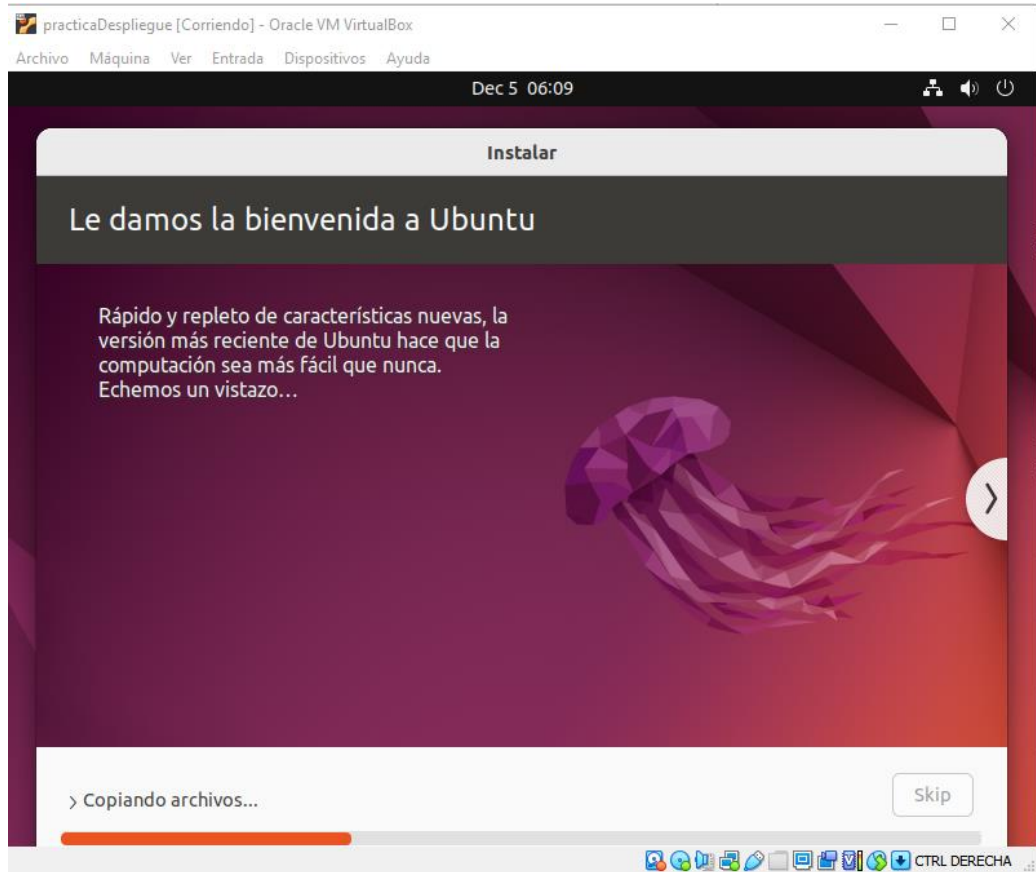 practicaDespliegue [Corriendo] - Oracle VM VirtualBox
Archivo Máquina Ver Entrada Dispositivos Ayuda
Dec 5 06:09
Instalar
Le damos la bienvenida a Ubuntu
Rápido y repleto de características nuevas, la
versión más reciente de Ubuntu hace que la
computación sea más fácil que nunca.
Echemos un vistazo...
Copiando archivos...
Skip
CTRL DERECHA